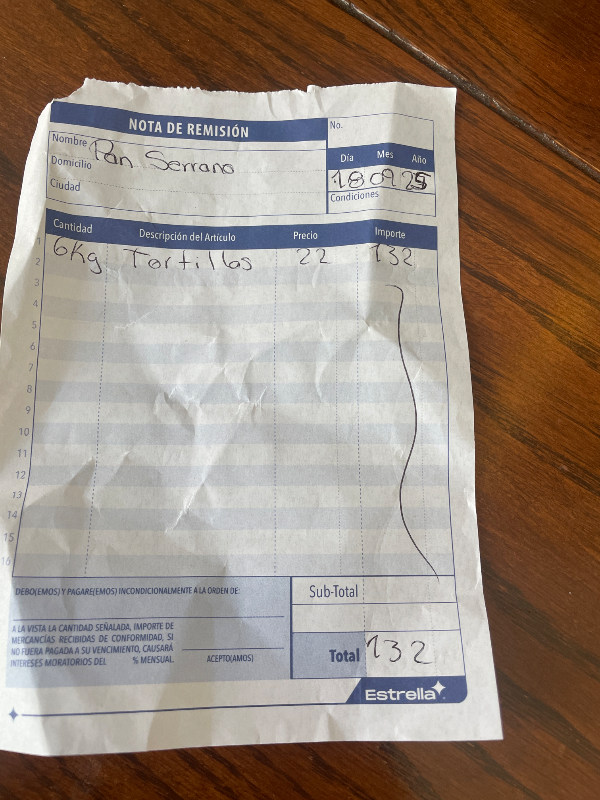 NOTA DE REMISIÓN
No.
Nombre Pan Serrano
Domicilio
Ciudad
Día Mes Año
18 09 25
Condiciones
Cantidad Descripción del Artículo Precio Importe
1
6Kg Tortillas 22 132
2
3
4
5
6
7
8
9
10
11
12
13
14
15
16
DEBO(EMOS) Y PAGARE(EMOS) INCONDICIONALMENTE A LA ORDEN DE:
A LA VISTA LA CANTIDAD SEÑALADA, IMPORTE DE
MERCANCÍAS RECIBIDAS DE CONFORMIDAD, SI
NO FUERA PAGADA A SU VENCIMIENTO, CAUSARÁ
INTERESES MORATORIOS DEL % MENSUAL.
ACEPTO(AMOS)
Sub-Total
Total 132
Estrella